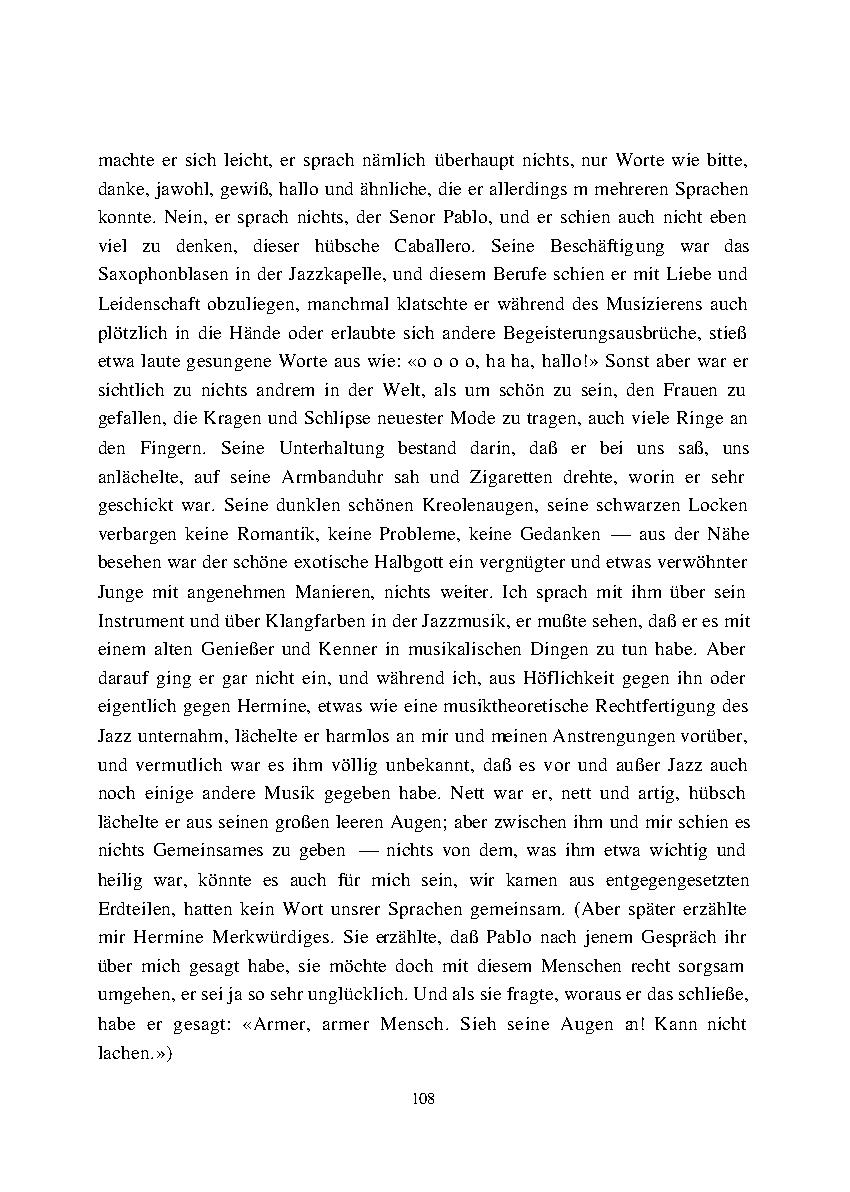 machte er sich leicht, er sprach nämlich überhaupt nichts, nur Worte wie bitte,
danke, jawohl, gewiß, hallo und ähnliche, die er allerdings m mehreren Sprachen
konnte. Nein, er sprach nichts, der Senor Pablo, und er schien auch nicht eben
viel zu denken, dieser hübsche Caballero. Seine Beschäftigung war das
Saxophonblasen in der Jazzkapelle, und diesem Berufe schien er mit Liebe und
Leidenschaft obzuliegen, manchmal klatschte er während des Musizierens auch
plötzlich in die Hände oder erlaubte sich andere Begeisterungsausbrüche, stieß
etwa laute gesungene Worte aus wie: «o o o o, ha ha, hallo!» Sonst aber war er
sichtlich zu nichts andrem in der Welt, als um schön zu sein, den Frauen zu
gefallen, die Kragen und Schlipse neuester Mode zu tragen, auch viele Ringe an
den Fingern. Seine Unterhaltung bestand darin, daß er bei uns saß, uns
anlächelte, auf seine Armbanduhr sah und Zigaretten drehte, worin er sehr
geschickt war. Seine dunklen schönen Kreolenaugen, seine schwarzen Locken
verbargen keine Romantik, keine Probleme, keine Gedanken — aus der Nähe
besehen war der schöne exotische Halbgott ein vergnügter und etwas verwöhnter
Junge mit angenehmen Manieren, nichts weiter. Ich sprach mit ihm über sein
Instrument und über Klangfarben in der Jazzmusik, er mußte sehen, daß er es mit
einem alten Genießer und Kenner in musikalischen Dingen zu tun habe. Aber
darauf ging er gar nicht ein, und während ich, aus Höflichkeit gegen ihn oder
eigentlich gegen Hermine, etwas wie eine musiktheoretische Rechtfertigung des
Jazz unternahm, lächelte er harmlos an mir und meinen Anstrengungen vorüber,
und vermutlich war es ihm völlig unbekannt, daß es vor und außer Jazz auch
noch einige andere Musik gegeben habe. Nett war er, nett und artig, hübsch
lächelte er aus seinen großen leeren Augen; aber zwischen ihm und mir schien es
nichts Gemeinsames zu geben — nichts von dem, was ihm etwa wichtig und
heilig war, könnte es auch für mich sein, wir kamen aus entgegengesetzten
Erdteilen, hatten kein Wort unsrer Sprachen gemeinsam. (Aber später erzählte
mir Hermine Merkwürdiges. Sie erzählte, daß Pablo nach jenem Gespräch ihr
über mich gesagt habe, sie möchte doch mit diesem Menschen recht sorgsam
umgehen, er sei ja so sehr unglücklich. Und als sie fragte, woraus er das schließe,
habe er gesagt: «Armer, armer Mensch. Sieh seine Augen an! Kann nicht
lachen.»)
108